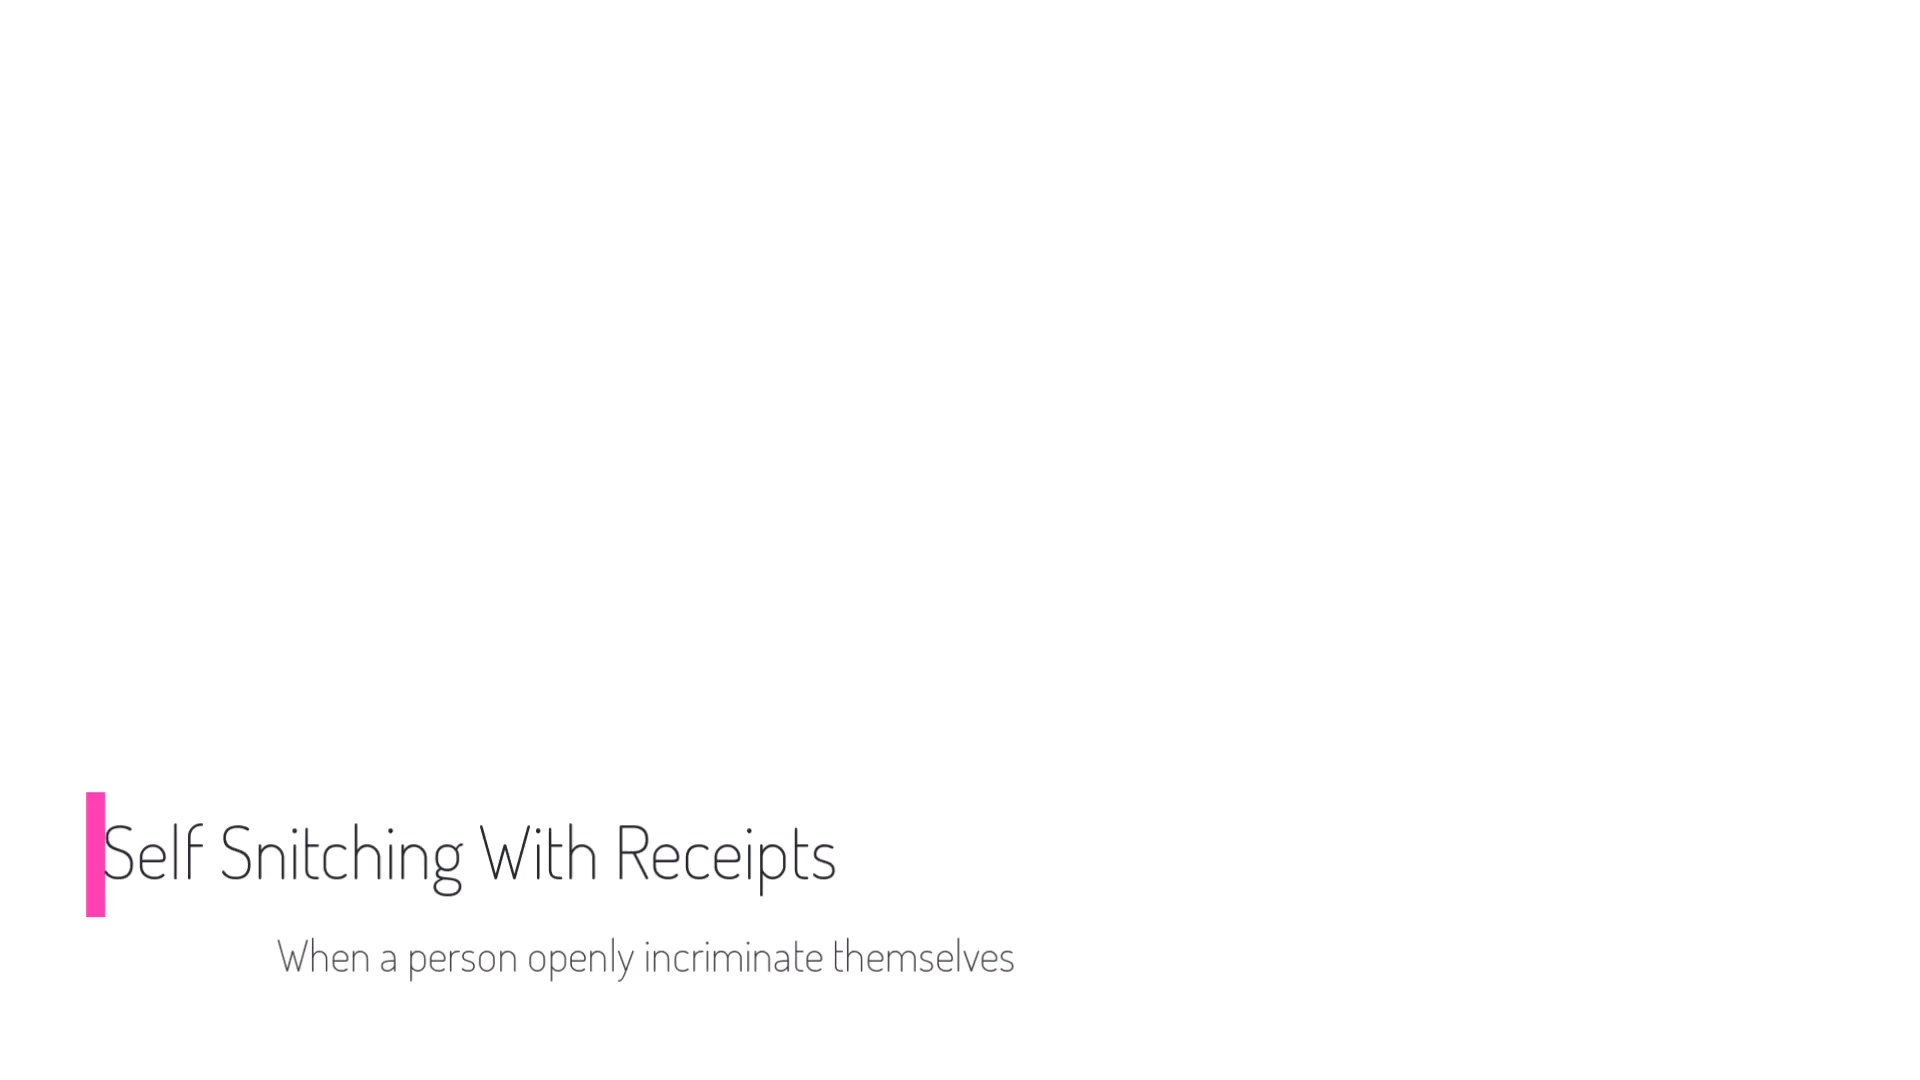 Self Snitching With Receipts
When a person openly incriminate themselves